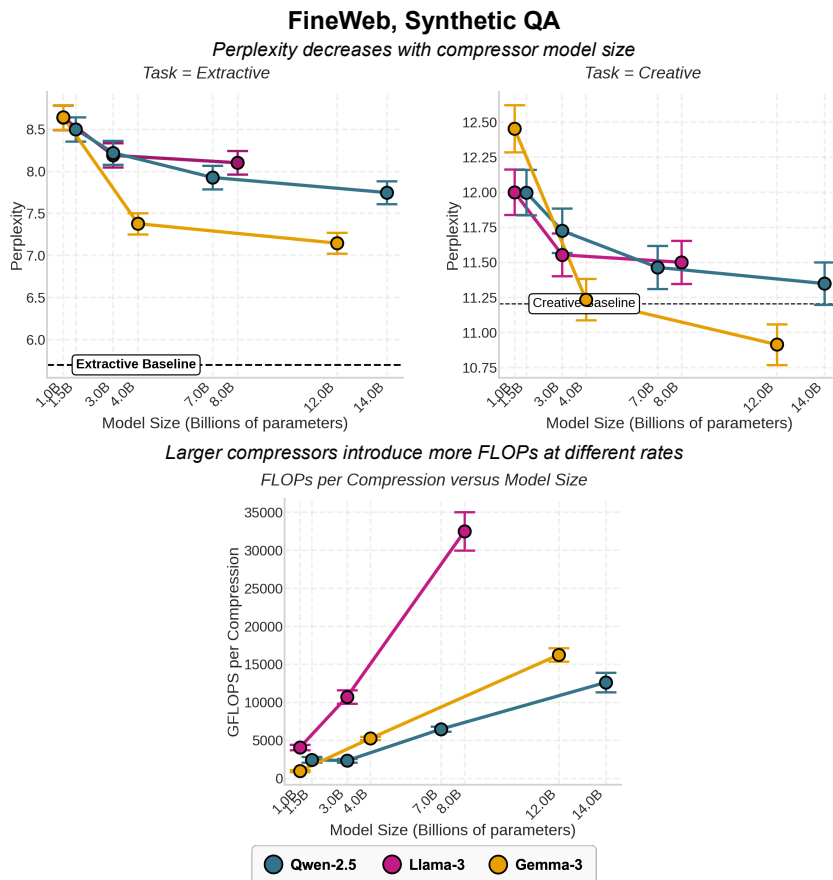 FineWeb, Synthetic QA
Perplexity decreases with compressor model size
Task = Extractive
Perplexity
8.5
8.0
7.5
7.0
6.5
6.0
Extractive Baseline
1.0B
1.5B
3.0B
4.0B
7.0B
8.0B
12.0B
14.0B
Model Size (Billions of parameters)
Task = Creative
Perplexity
12.50
12.25
12.00
11.75
11.50
11.25
11.00
10.75
Creative Baseline
1.0B
1.5B
3.0B
4.0B
7.0B
8.0B
12.0B
14.0B
Model Size (Billions of parameters)
Larger compressors introduce more FLOPs at different rates
FLOPs per Compression versus Model Size
GFLOPS per Compression
35000
30000
25000
20000
15000
10000
5000
0
1.0B
1.5B
3.0B
4.0B
7.0B
8.0B
12.0B
14.0B
Model Size (Billions of parameters)
Qwen-2.5
Llama-3
Gemma-3